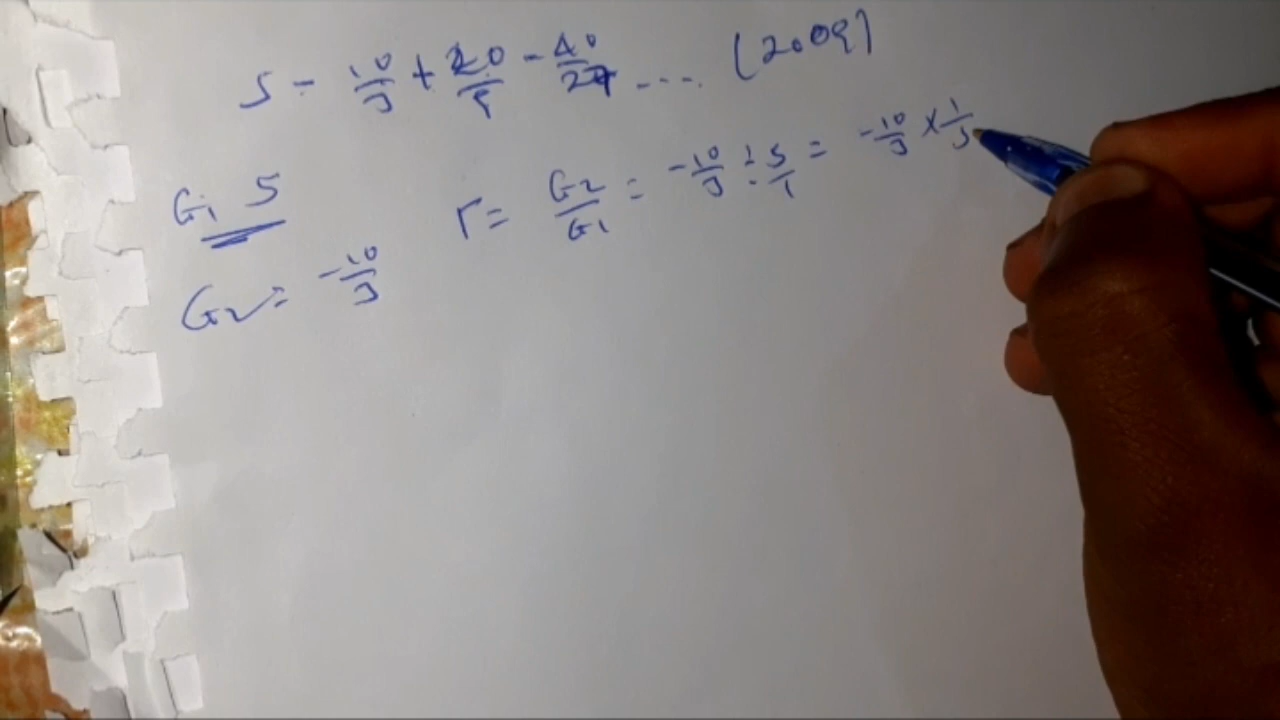 5 - 10/3 + 20/9 - 40/27 .... (2009)
G1 5 r = G2/G1 = -10/3 ÷ 5/1 = -10/3 × 1/5
G2 = -10/3